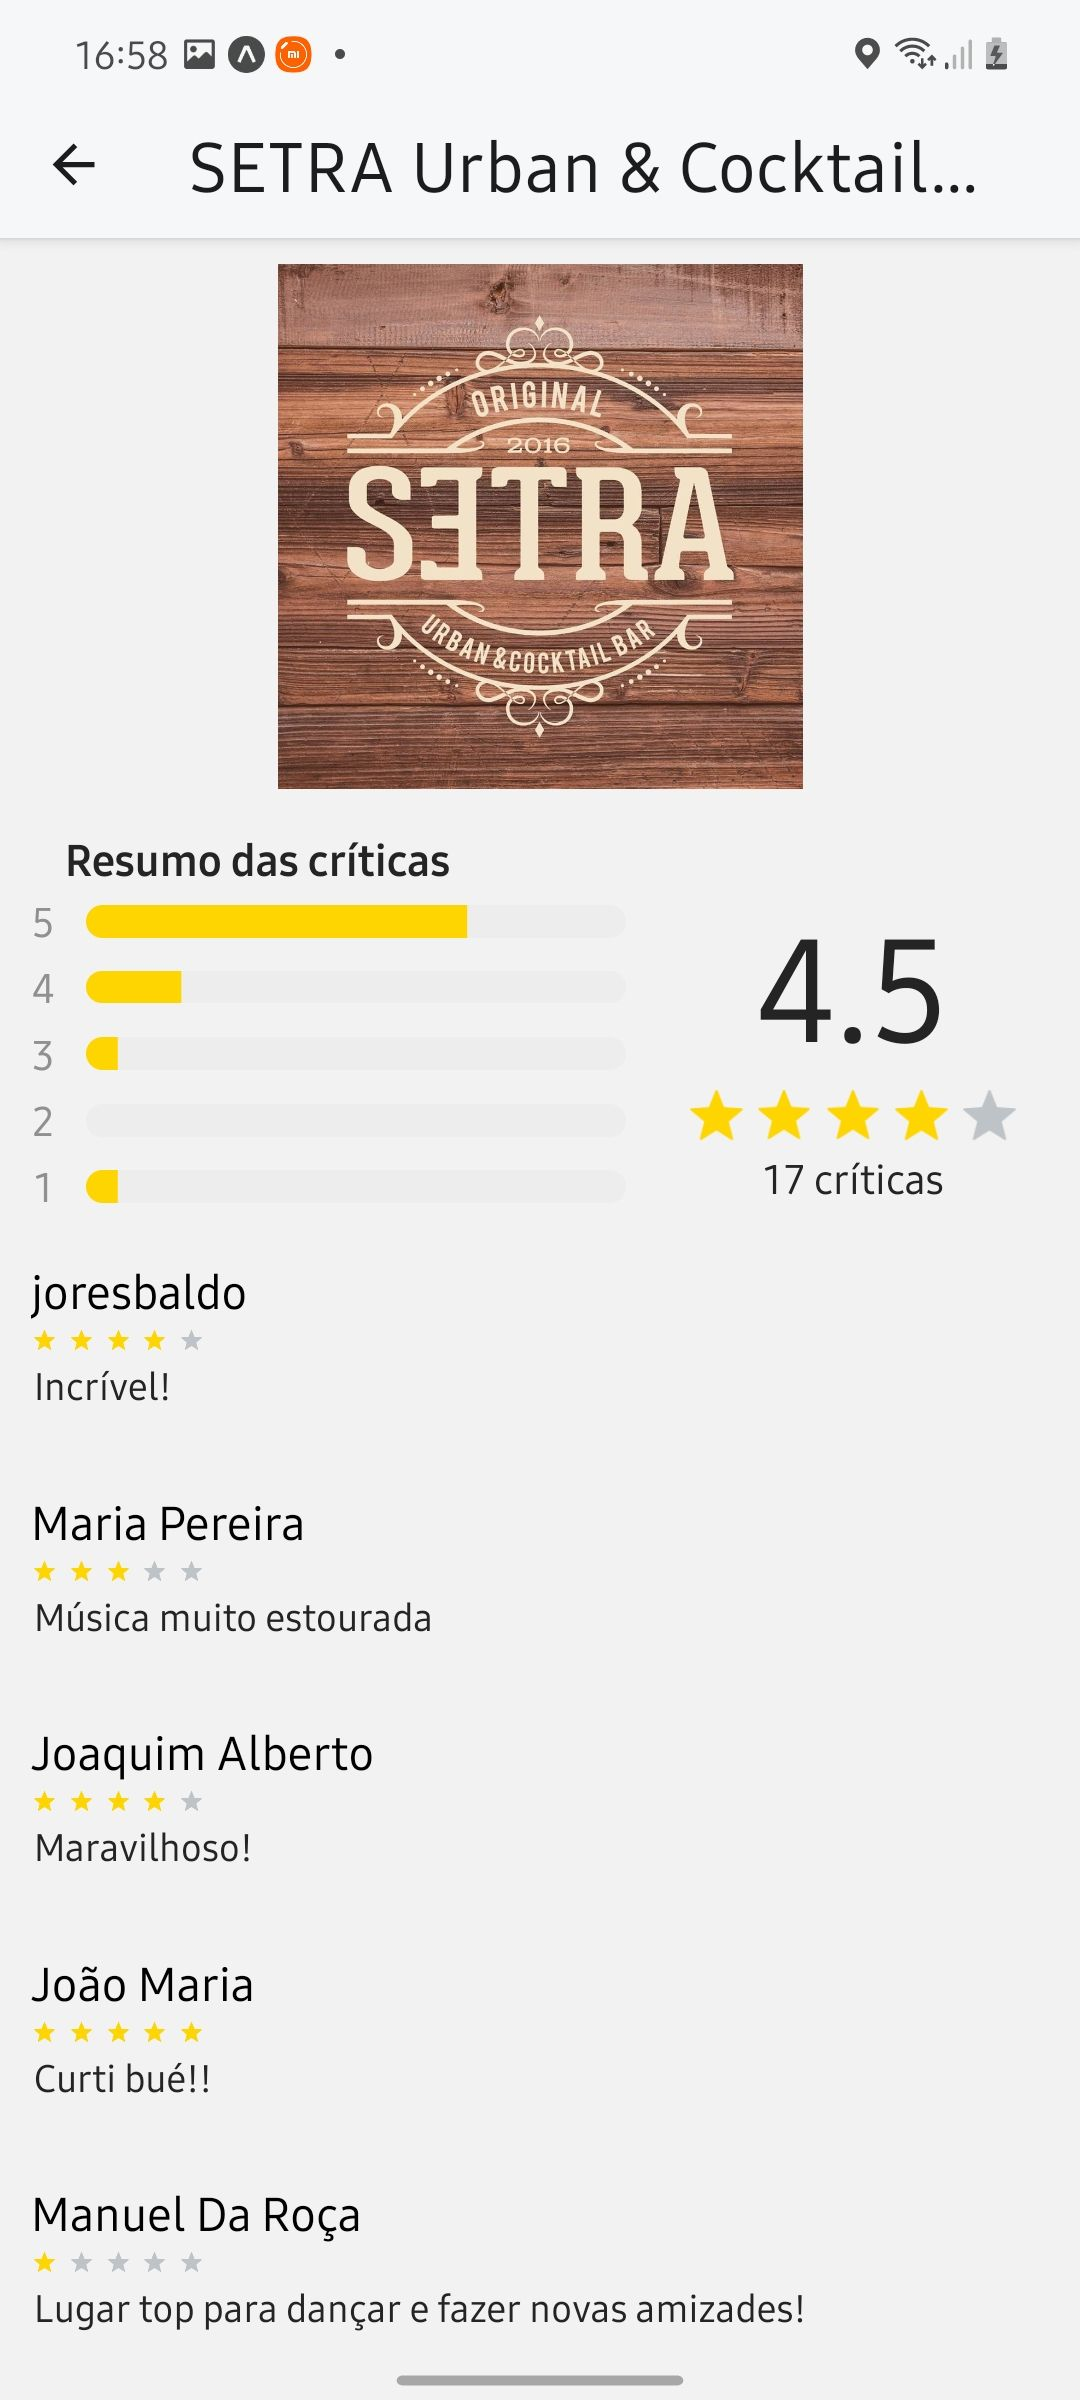 16:58
SETRA Urban & Cocktail...
ORIGINAL
2016
SƎTRA
URBAN & COCKTAIL BAR
Resumo das críticas
5
4
3
2
1
4.5
17 críticas
joresbaldo
Incrível!
Maria Pereira
Música muito estourada
Joaquim Alberto
Maravilhoso!
João Maria
Curti bué!!
Manuel Da Roça
Lugar top para dançar e fazer novas amizades!